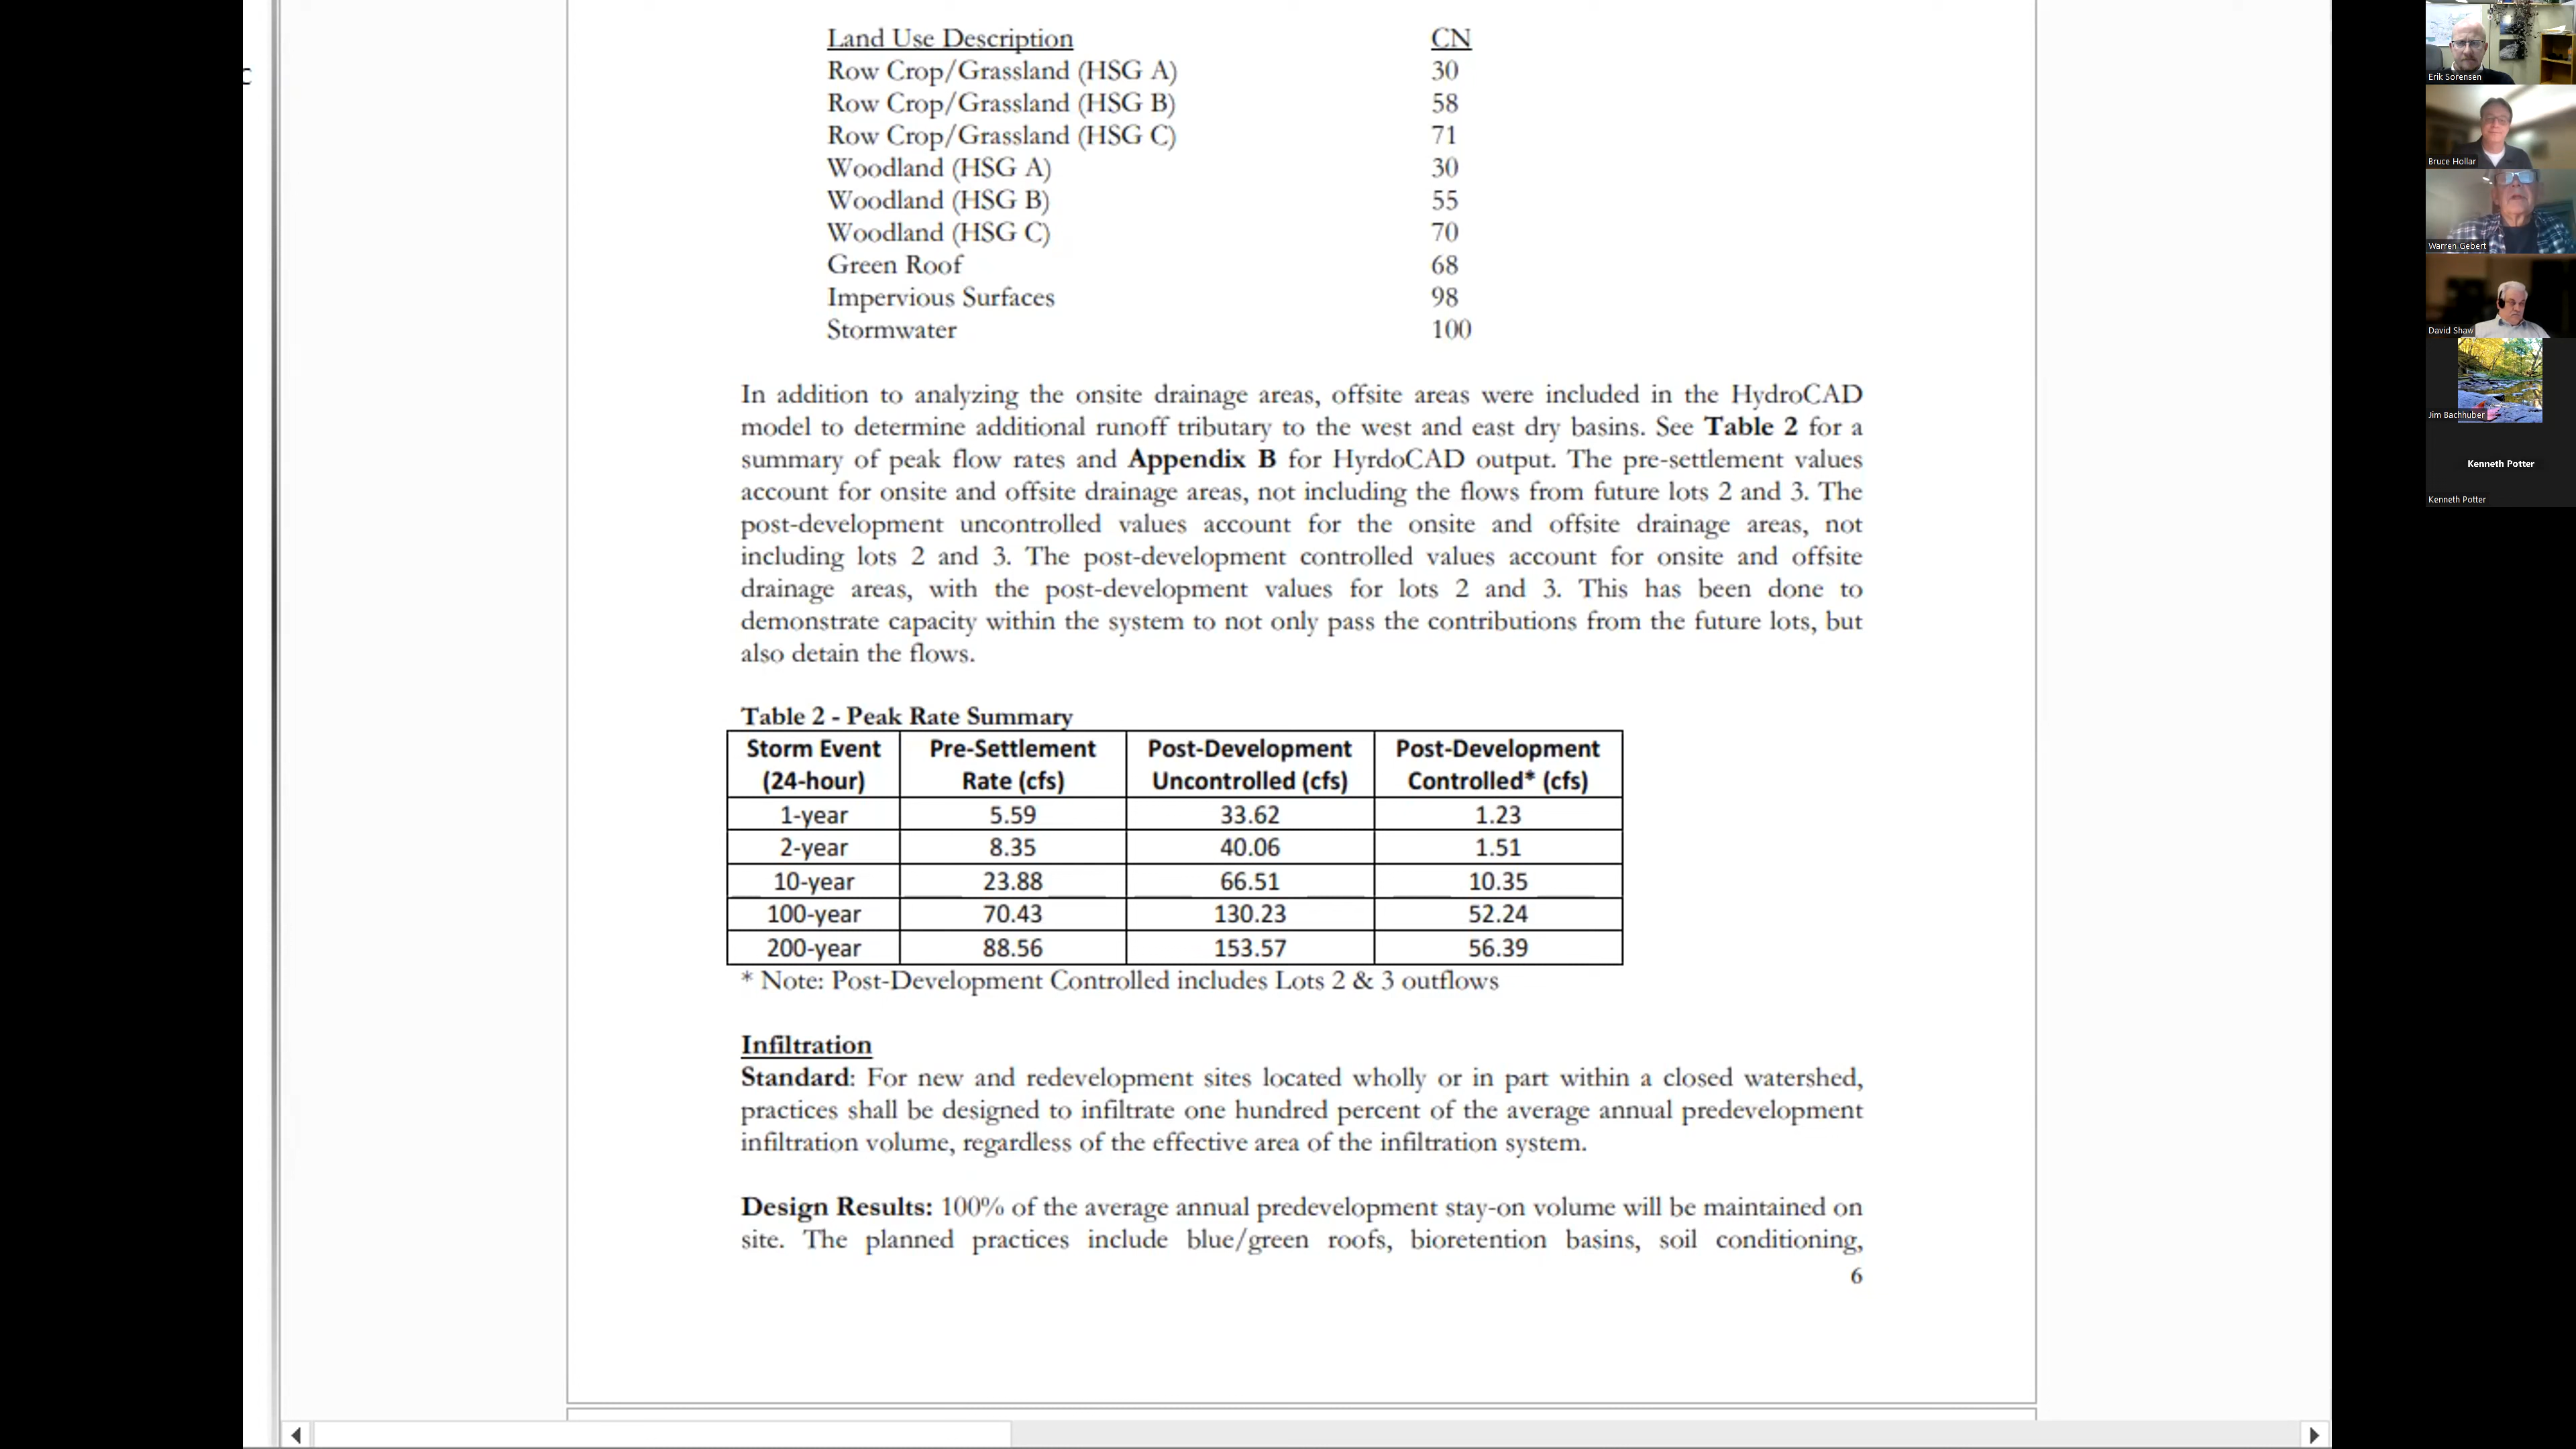 Land Use Description CN
Row Crop/Grassland (HSG A) 30
Row Crop/Grassland (HSG B) 58
Row Crop/Grassland (HSG C) 71
Woodland (HSG A) 30
Woodland (HSG B) 55
Woodland (HSG C) 70
Green Roof 68
Impervious Surfaces 98
Stormwater 100
In addition to analyzing the onsite drainage areas, offsite areas were included in the HydroCAD
model to determine additional runoff tributary to the west and east dry basins. See Table 2 for a
summary of peak flow rates and Appendix B for HyrdoCAD output. The pre-settlement values
account for onsite and offsite drainage areas, not including the flows from future lots 2 and 3. The
post-development uncontrolled values account for the onsite and offsite drainage areas, not
including lots 2 and 3. The post-development controlled values account for onsite and offsite
drainage areas, with the post-development values for lots 2 and 3. This has been done to
demonstrate capacity within the system to not only pass the contributions from the future lots, but
also detain the flows.
Table 2 - Peak Rate Summary
Storm Event Pre-Settlement Post-Development Post-Development
(24-hour) Rate (cfs) Uncontrolled (cfs) Controlled* (cfs)
1-year 5.59 33.62 1.23
2-year 8.35 40.06 1.51
10-year 23.88 66.51 10.35
100-year 70.43 130.23 52.24
200-year 88.56 153.57 56.39
* Note: Post-Development Controlled includes Lots 2 & 3 outflows
Infiltration
Standard: For new and redevelopment sites located wholly or in part within a closed watershed,
practices shall be designed to infiltrate one hundred percent of the average annual predevelopment
infiltration volume, regardless of the effective area of the infiltration system.
Design Results: 100% of the average annual predevelopment stay-on volume will be maintained on
site. The planned practices include blue/green roofs, bioretention basins, soil conditioning,
6
Erik Sorensen
Bruce Hollar
Warren Gebert
David Shaw
Jim Bachhuber
Kenneth Potter
Kenneth Potter